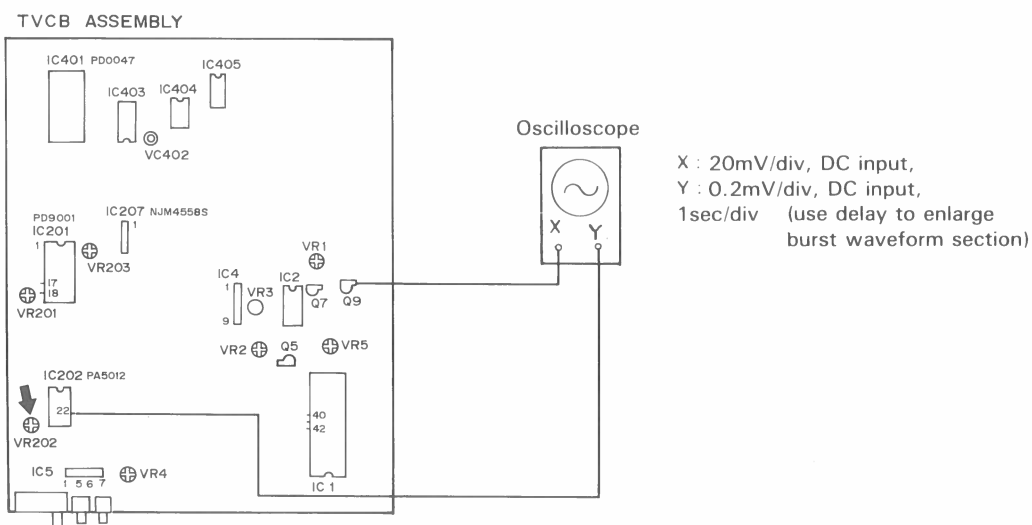 TVCB ASSEMBLY
IC401 PD0047
IC405
IC403
IC404
VC402
Oscilloscope
X : 20mV/div, DC input,
Y : 0.2mV/div, DC input,
1sec/div (use delay to enlarge
burst waveform section)
X
Y
PD9001
IC201
1
IC207 NJM4558S
1
VR203
17
18
VR201
VR1
IC4
1
VR3
IC2
Q7
Q9
9
VR2
Q5
VR5
IC202 PA5012
22
VR202
40
42
IC5
1 5 6 7
VR4
IC 1